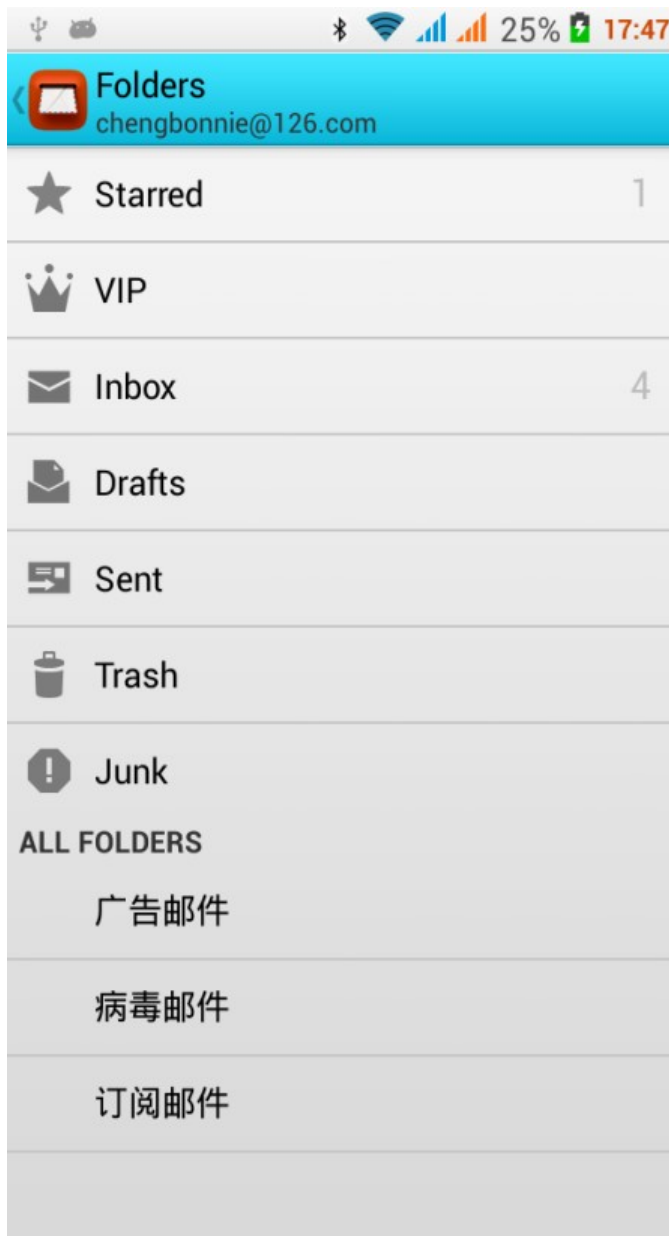 25% 17:47
Folders
chengbonnie@126.com
Starred 1
VIP
Inbox 4
Drafts
Sent
Trash
Junk
ALL FOLDERS
广告邮件
病毒邮件
订阅邮件